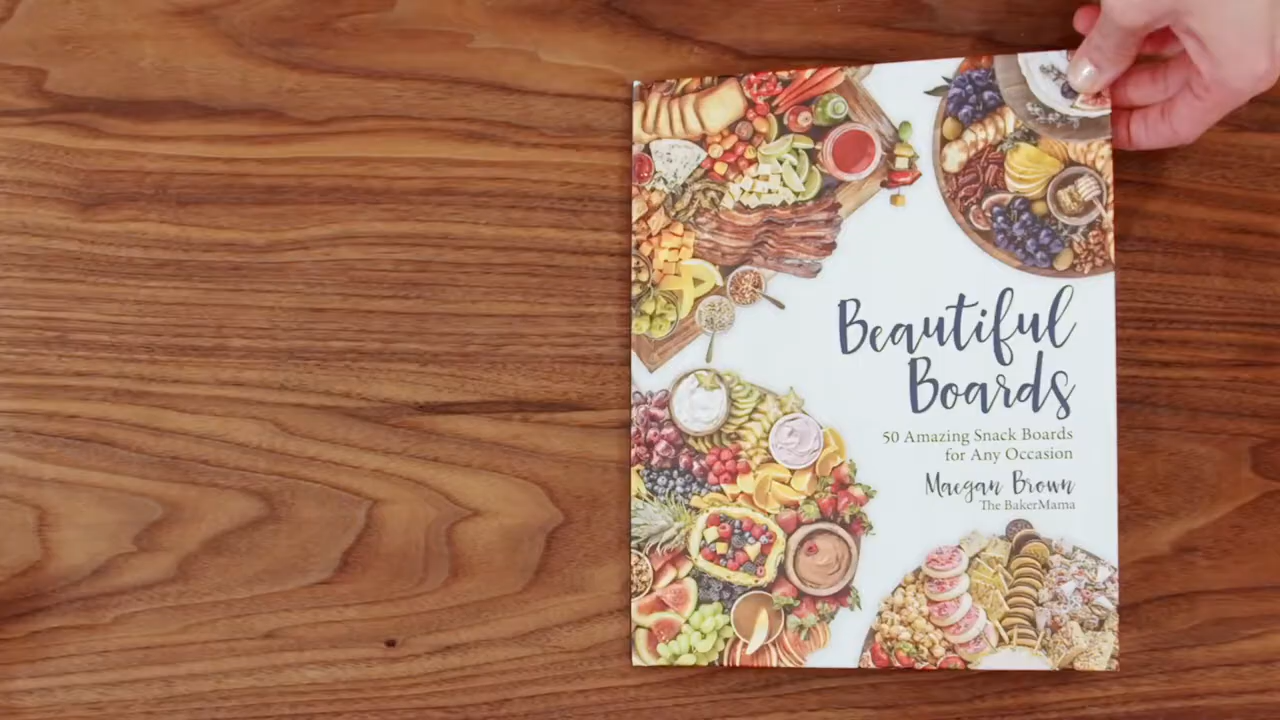 Beautiful
Boards
50 Amazing Snack Boards
for Any Occasion
Maegan Brown
The BakerMama